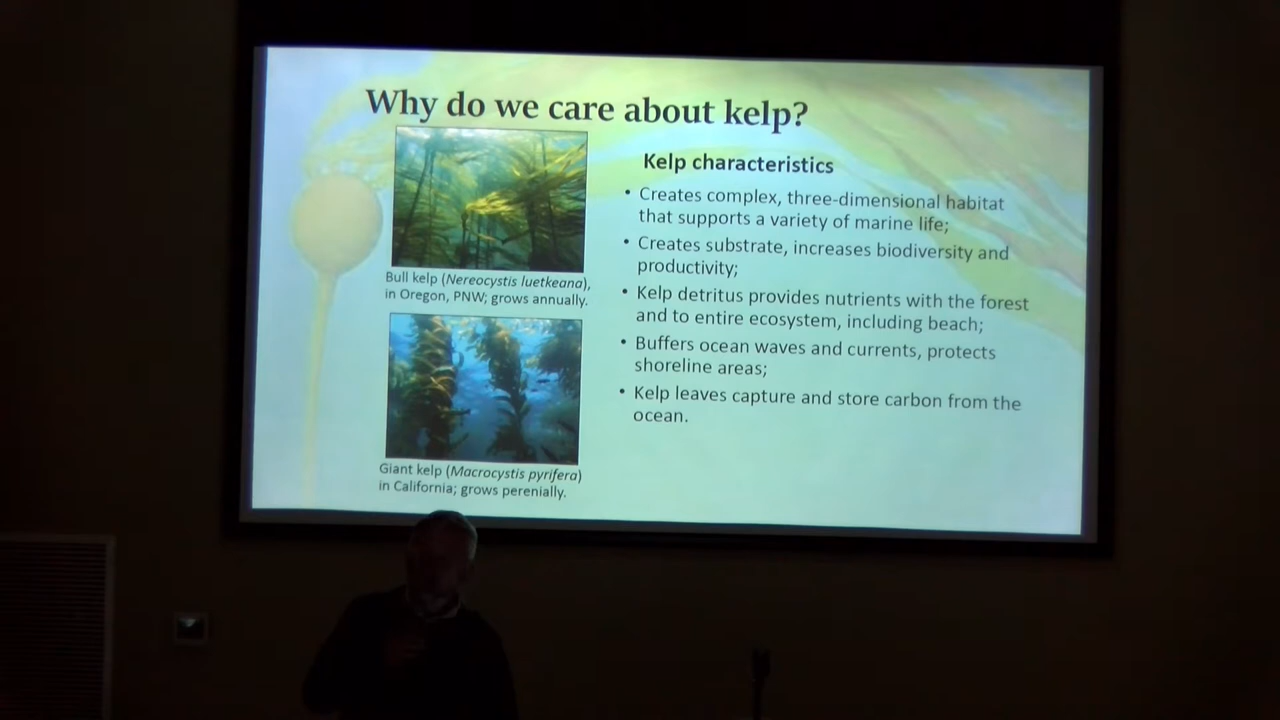 Why do we care about kelp?
Bull kelp (Nereocystis luetkeana),
in Oregon, PNW; grows annually.
Giant kelp (Macrocystis pyrifera)
in California; grows perenially.
Kelp characteristics
• Creates complex, three-dimensional habitat
that supports a variety of marine life;
• Creates substrate, increases biodiversity and
productivity;
• Kelp detritus provides nutrients with the forest
and to entire ecosystem, including beach;
• Buffers ocean waves and currents, protects
shoreline areas;
• Kelp leaves capture and store carbon from the
ocean.